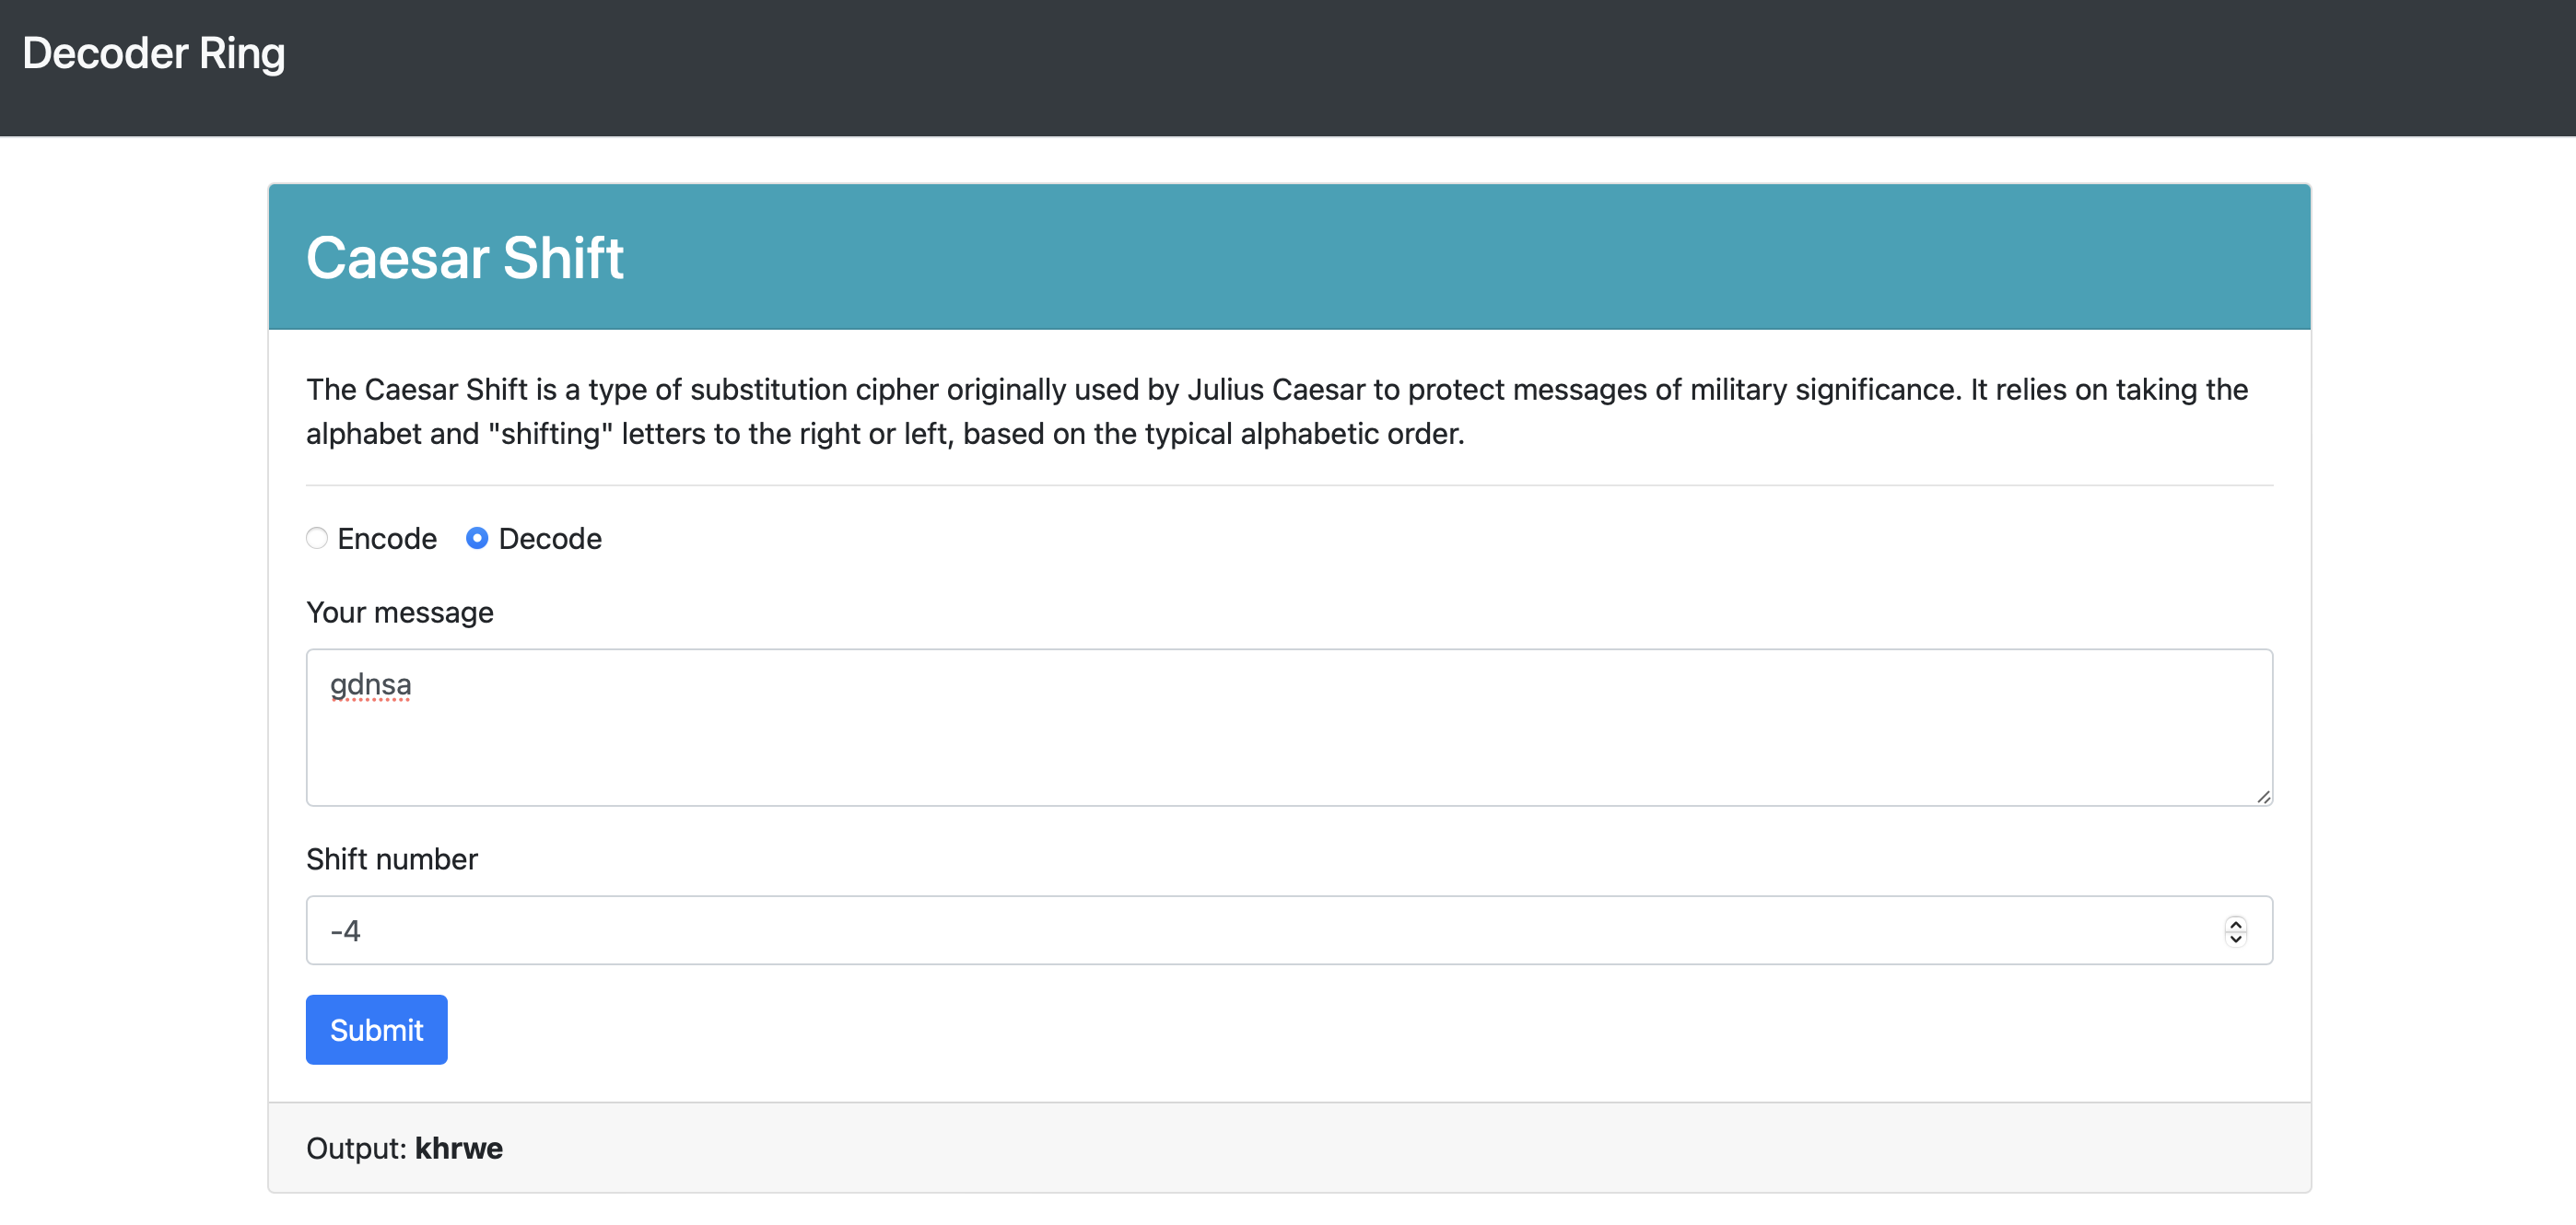 Decoder Ring
Caesar Shift
The Caesar Shift is a type of substitution cipher originally used by Julius Caesar to protect messages of military significance. It relies on taking the
alphabet and "shifting" letters to the right or left, based on the typical alphabetic order.
Encode Decode
Your message
gdnsa
Shift number
-4
Submit
Output: khrwe